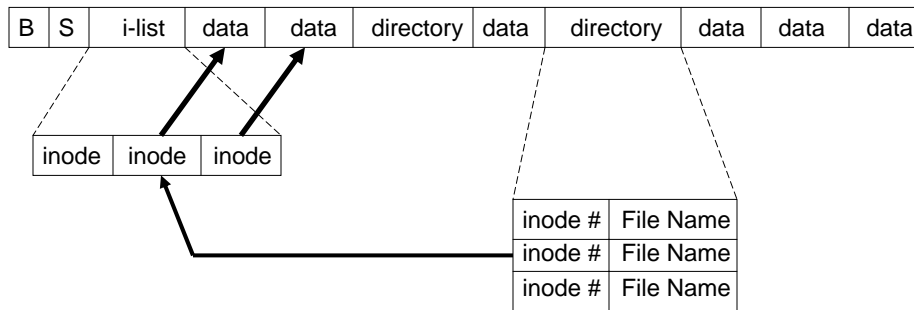 B S i-list data data directory data directory data data data
inode inode inode
inode # File Name
inode # File Name
inode # File Name